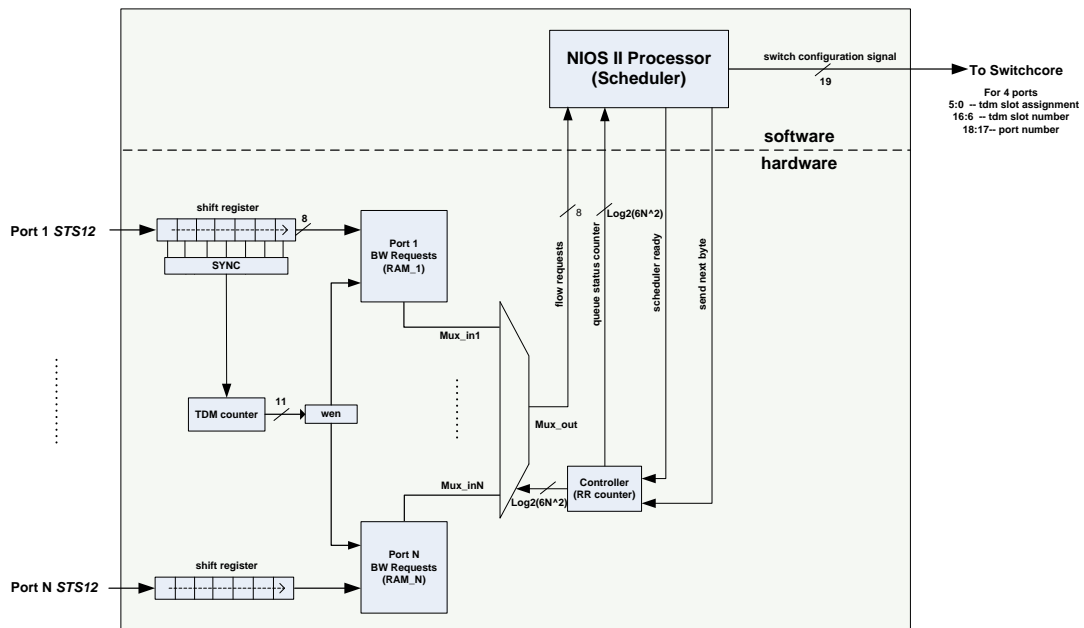 NIOS II Processor
(Scheduler)
switch configuration signal
19
To Switchcore
For 4 ports
5:0 -- tdm slot assignment
16:6 -- tdm slot number
18:17-- port number
software
hardware
shift register
8
Port 1 STS12
SYNC
Port 1
BW Requests
(RAM_1)
8
Log2(6N^2)
flow requests
queue status counter
scheduler ready
send next byte
Mux_in1
TDM counter
11
wen
Mux_out
Mux_inN
Log2(6N^2)
Controller
(RR counter)
Port N
BW Requests
(RAM_N)
shift register
Port N STS12